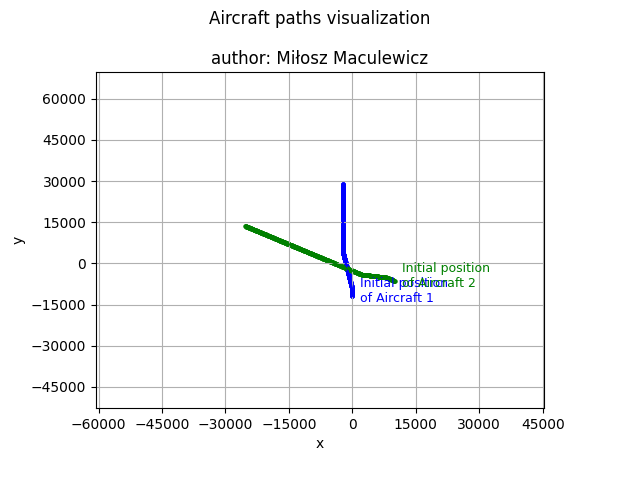 Aircraft paths visualization
author: Miłosz Maculewicz
60000
45000
30000
15000
0
−15000
−30000
−45000
y
Initial position
of Aircraft 2
Initial position
of Aircraft 1
−60000 −45000 −30000 −15000 0 15000 30000 45000
x